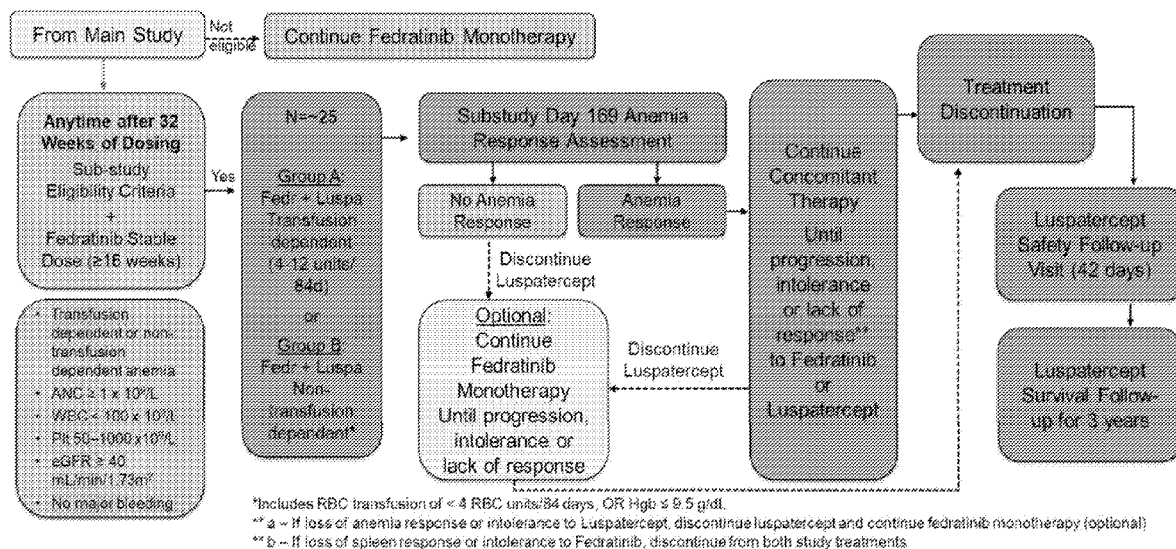 From Main Study
Not
eligible
Continue Fedratinib Monotherapy
Anytime after 32
Weeks of Dosing
Sub-study
Eligibility Criteria
+
Fedratinib Stable
Dose (≥16 weeks)
Yes
• Transfusion
dependent or non-
transfusion
dependent anemia
• ANC ≥ 1 x 10⁹/L
• WBC < 100 x 10⁹/L
• Plt 50–1000 x10⁹/L
• eGFR ≥ 40
mL/min/1.73m²
• No major bleeding
N=~25
Group A:
Fedr + Luspa
Transfusion
dependent
(4-12 units/
84d)
or
Group B
Fedr + Luspa
Non-
transfusion
dependant*
Substudy Day 169 Anemia
Response Assessment
No Anemia
Response
Anemia
Response
Discontinue
Luspatercept
Optional:
Continue
Fedratinib
Monotherapy
Until progression,
intolerance or
lack of response
Discontinue
Luspatercept
Continue
Concomitant
Therapy
Until
progression,
intolerance
or lack of
response**
to Fedratinib
or
Luspatercept
Treatment
Discontinuation
Luspatercept
Safety Follow-up
Visit (42 days)
Luspatercept
Survival Follow-
up for 3 years
*Includes RBC transfusion of < 4 RBC units/84 days, OR Hgb ≤ 9.5 g/dL
** a – If loss of anemia response or intolerance to Luspatercept, discontinue luspatercept and continue fedratinib monotherapy (optional)
** b – If loss of spleen response or intolerance to Fedratinib, discontinue from both study treatments